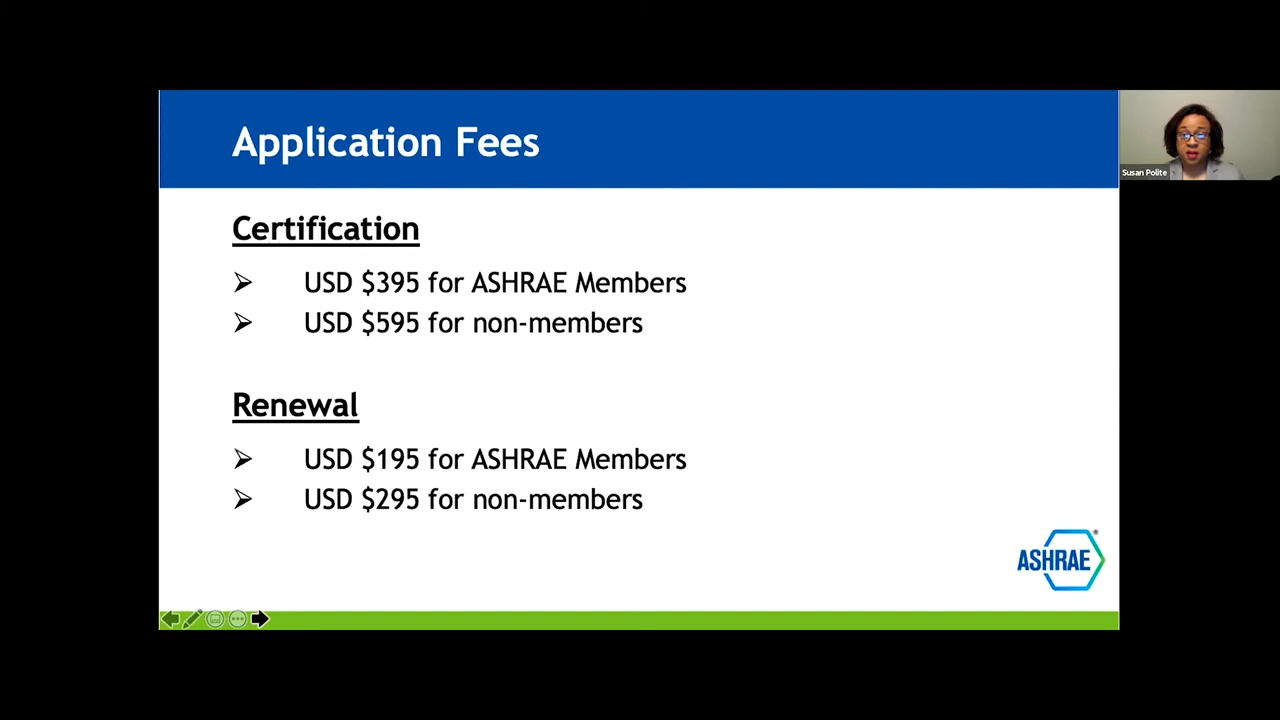 Application Fees
Susan Polite
Certification
➢ USD $395 for ASHRAE Members
➢ USD $595 for non-members
Renewal
➢ USD $195 for ASHRAE Members
➢ USD $295 for non-members
ASHRAE®